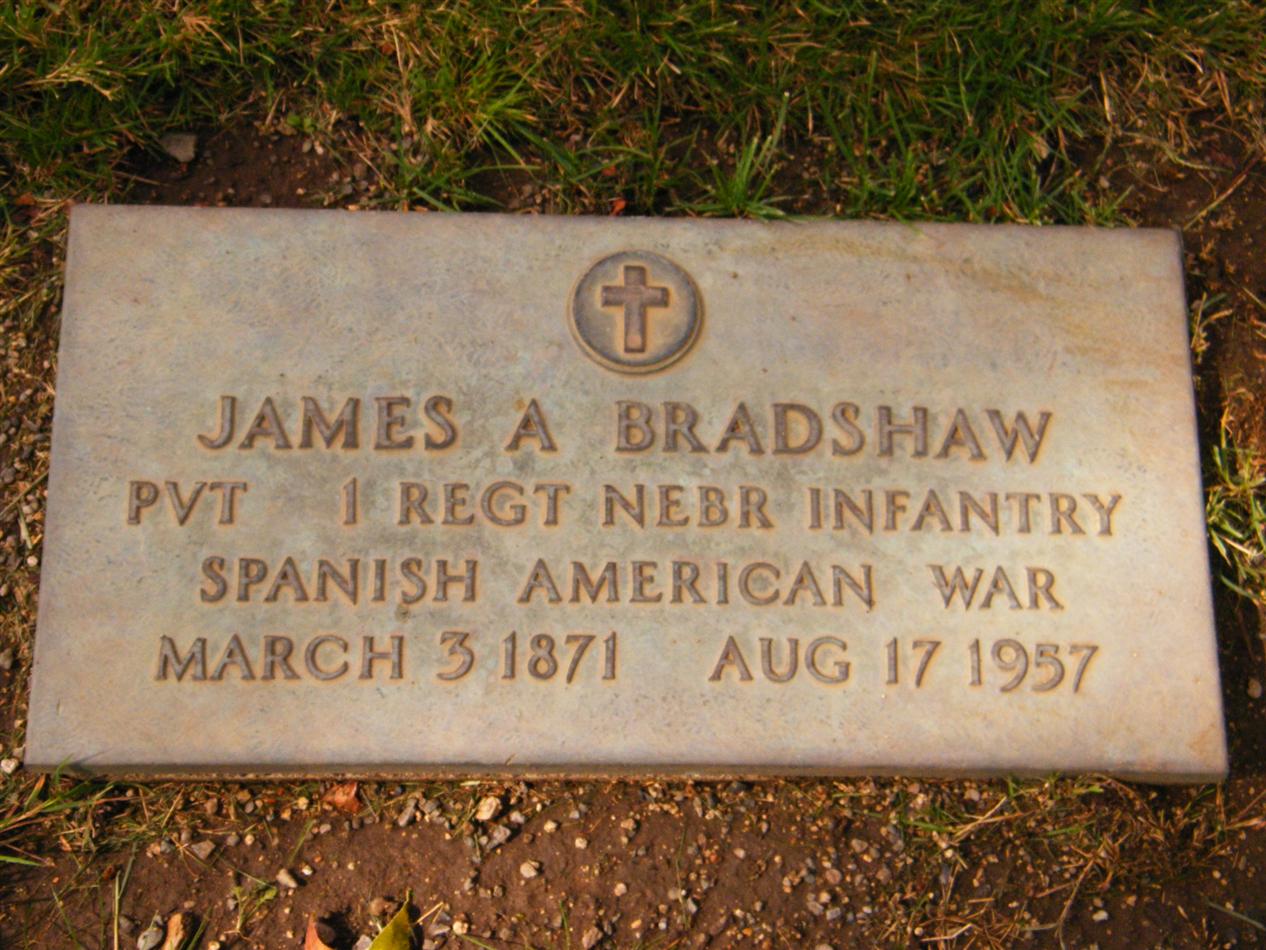 JAMES A BRADSHAW
PVT 1 REGT NEBR INFANTRY
SPANISH AMERICAN WAR
MARCH 3 1871 AUG 17 1957